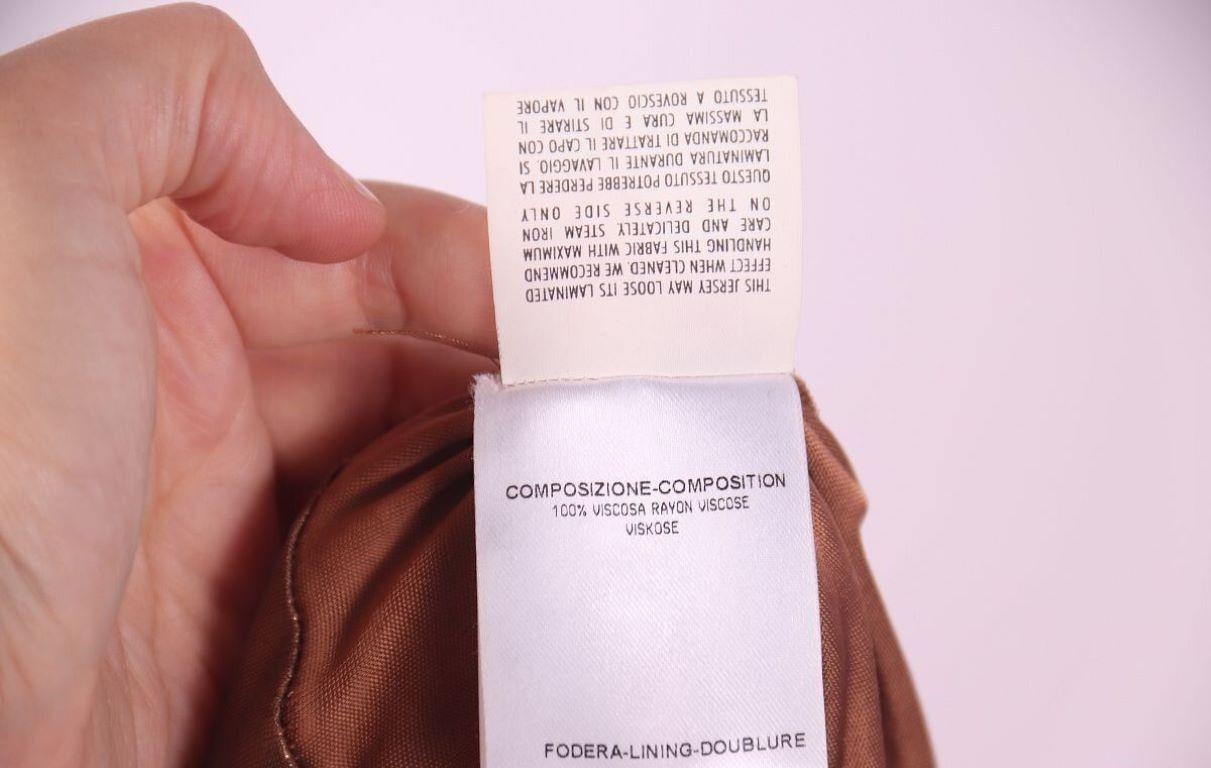 THIS JERSEY MAY LOOSE ITS LAMINATED
EFFECT WHEN CLEANED. WE RECOMMEND
HANDLING THIS FABRIC WITH MAXIMUM
CARE AND DELICATELY STEAM IRON
ON THE REVERSE SIDE ONLY
QUESTO TESSUTO POTREBBE PERDERE LA
LAMINATURA DURANTE IL LAVAGGIO. SI
RACCOMANDA DI TRATTARE IL CAPO CON
LA MASSIMA CURA E DI STIRARE IL
TESSUTO A ROVESCIO CON IL VAPORE
COMPOSIZIONE-COMPOSITION
100% VISCOSA RAYON VISCOSE
VISKOSE
FODERA-LINING-DOUBLURE